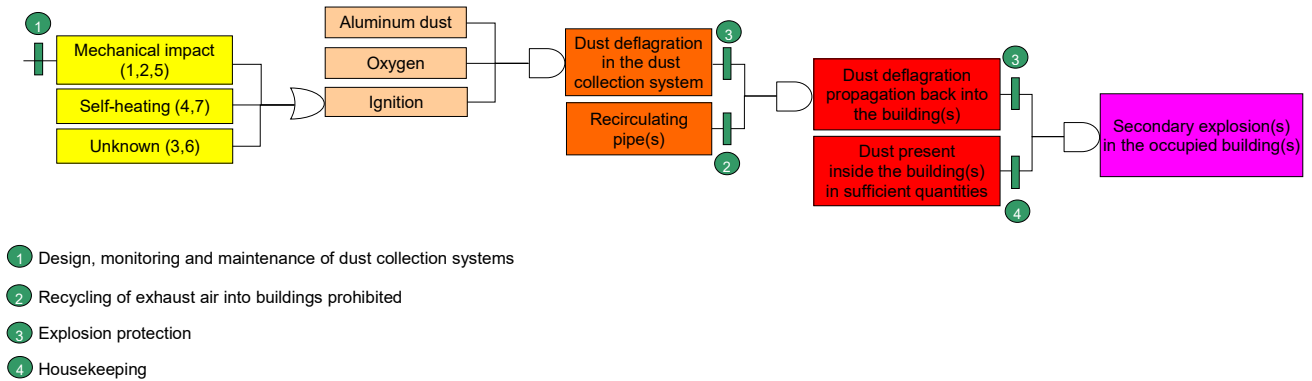 1
Mechanical impact
(1,2,5)
Self-heating (4,7)
Unknown (3,6)
Aluminum dust
Oxygen
Ignition
Dust deflagration
in the dust
collection system
Recirculating
pipe(s)
3
2
Dust deflagration
propagation back into
the building(s)
Dust present
inside the building(s)
in sufficient quantities
3
4
Secondary explosion(s)
in the occupied building(s)
1 Design, monitoring and maintenance of dust collection systems
2 Recycling of exhaust air into buildings prohibited
3 Explosion protection
4 Housekeeping